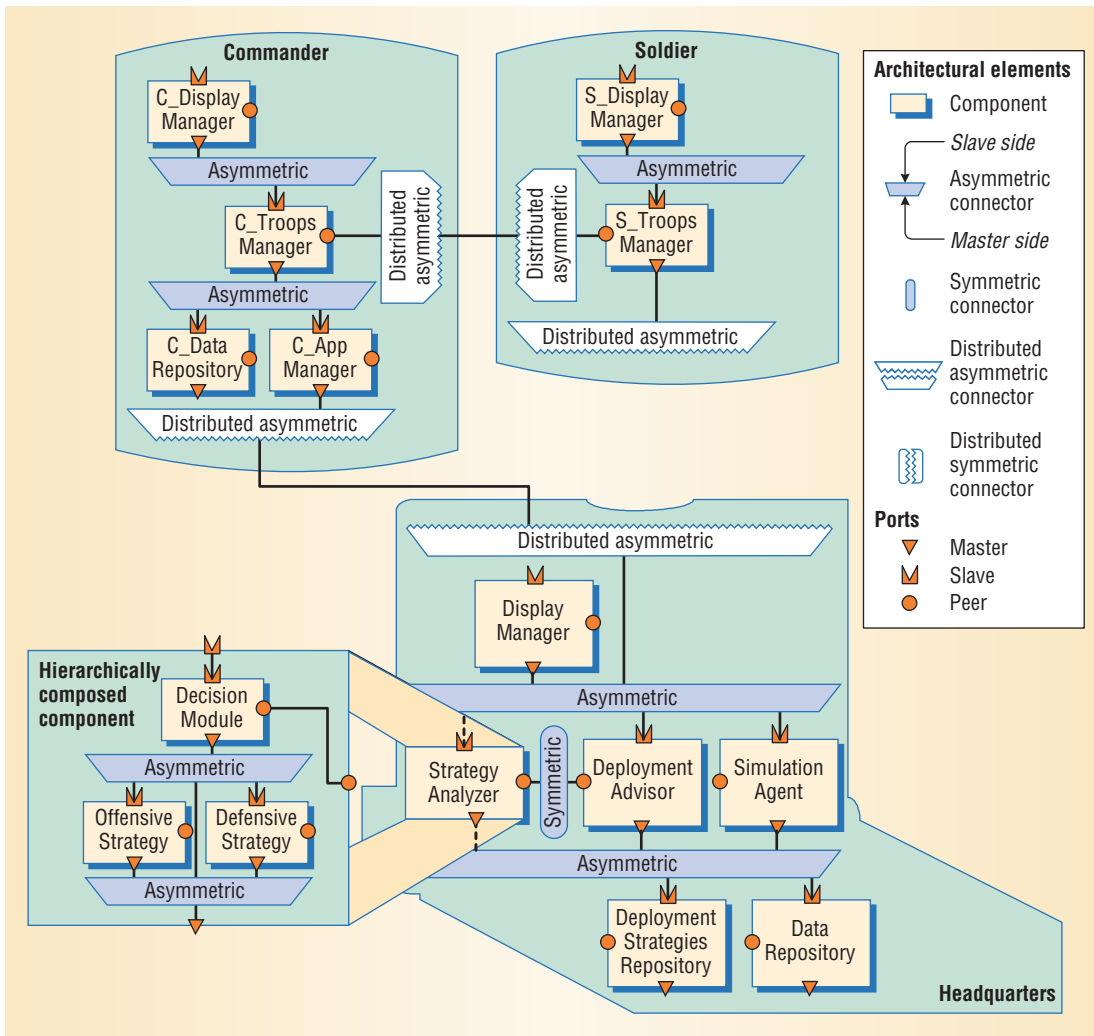 Commander
C_Display
Manager
Asymmetric
C_Troops
Manager
Asymmetric
C_Data
Repository
C_App
Manager
Distributed asymmetric
Distributed
asymmetric
Soldier
S_Display
Manager
Asymmetric
Distributed
asymmetric
S_Troops
Manager
Distributed asymmetric
Architectural elements
Component
Slave side
Asymmetric
connector
Master side
Symmetric
connector
Distributed
asymmetric
connector
Distributed
symmetric
connector
Ports
Master
Slave
Peer
Distributed asymmetric
Display
Manager
Asymmetric
Strategy
Analyzer
Symmetric
Deployment
Advisor
Simulation
Agent
Asymmetric
Deployment
Strategies
Repository
Data
Repository
Headquarters
Hierarchically
composed
component
Decision
Module
Asymmetric
Offensive
Strategy
Defensive
Strategy
Asymmetric